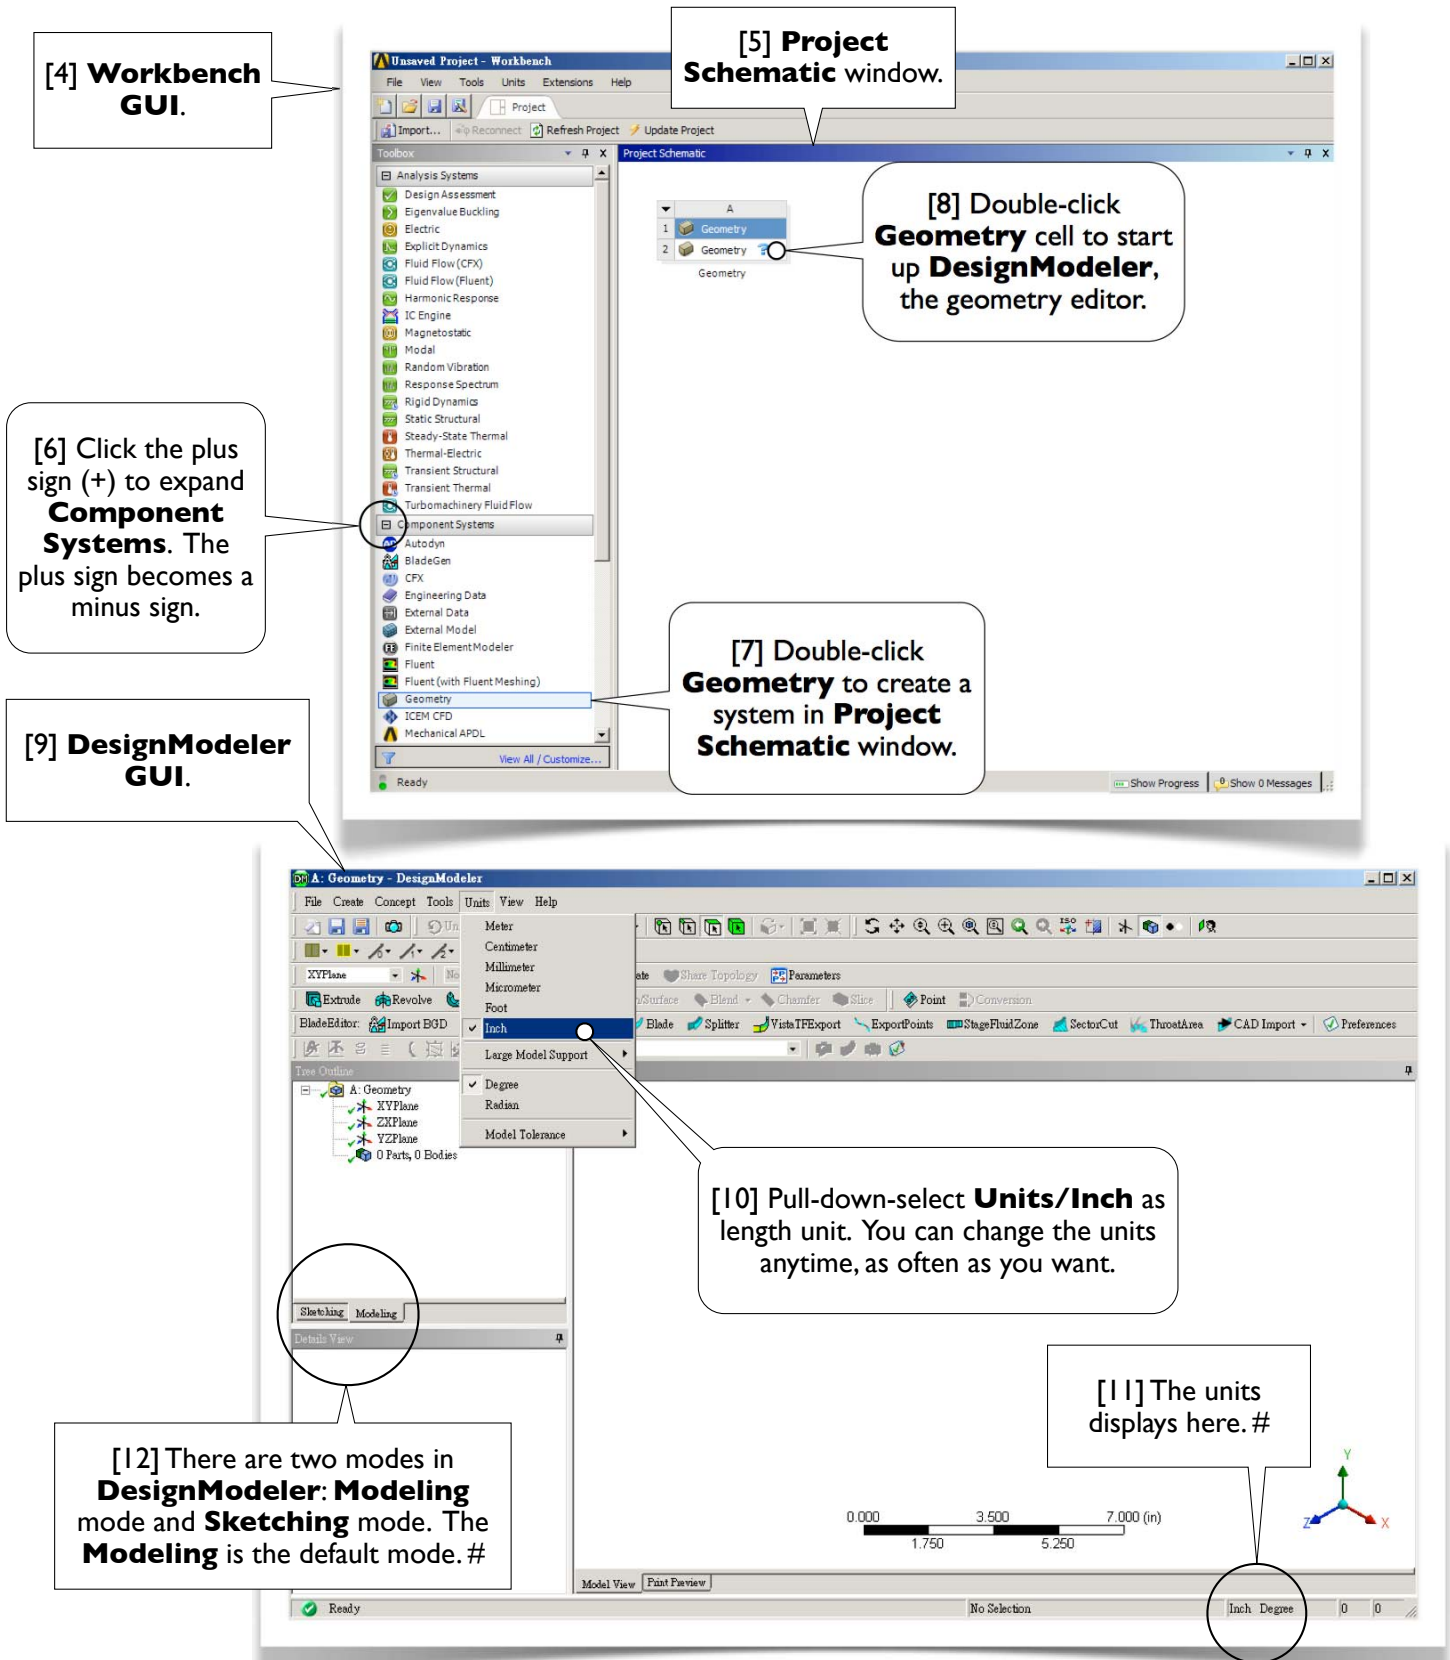 [4] Workbench
GUI.
[5] Project
Schematic window.
Unsaved Project - Workbench
File View Tools Units Extensions Help
Project
Import... Reconnect Refresh Project Update Project
Toolbox
Project Schematic
Analysis Systems
Design Assessment
Eigenvalue Buckling
Electric
Explicit Dynamics
Fluid Flow (CFX)
Fluid Flow (Fluent)
Harmonic Response
IC Engine
Magnetostatic
Modal
Random Vibration
Response Spectrum
Rigid Dynamics
Static Structural
Steady-State Thermal
Thermal-Electric
Transient Structural
Transient Thermal
Turbomachinery Fluid Flow
Component Systems
Autodyn
BladeGen
CFX
Engineering Data
External Data
External Model
Finite Element Modeler
Fluent
Fluent (with Fluent Meshing)
Geometry
ICEM CFD
Mechanical APDL
View All / Customize...
Ready
Show Progress
Show 0 Messages
A
1 Geometry
2 Geometry ?
Geometry
[8] Double-click
Geometry cell to start
up DesignModeler,
the geometry editor.
[6] Click the plus
sign (+) to expand
Component
Systems. The
plus sign becomes a
minus sign.
[7] Double-click
Geometry to create a
system in Project
Schematic window.
[9] DesignModeler
GUI.
A: Geometry - DesignModeler
File Create Concept Tools Units View Help
Meter
Centimeter
Millimeter
Micrometer
Foot
Inch
Large Model Support
Degree
Radian
Model Tolerance
XYPlane
Share Topology Parameters
Extrude Revolve
Blend Chamfer Slice Point Conversion
BladeEditor: Import BGD
Blade Splitter VistaTFExport ExportPoints StageFluidZone SectorCut ThroatArea CAD Import Preferences
Tree Outline
A: Geometry
XYPlane
ZXPlane
YZPlane
0 Parts, 0 Bodies
[10] Pull-down-select Units/Inch as
length unit. You can change the units
anytime, as often as you want.
Sketching Modeling
Details View
[11] The units
displays here. #
[12] There are two modes in
DesignModeler: Modeling
mode and Sketching mode. The
Modeling is the default mode. #
0.000 3.500 7.000 (in)
1.750 5.250
Y
Z
X
Model View Print Preview
Ready
No Selection
Inch Degree 0 0